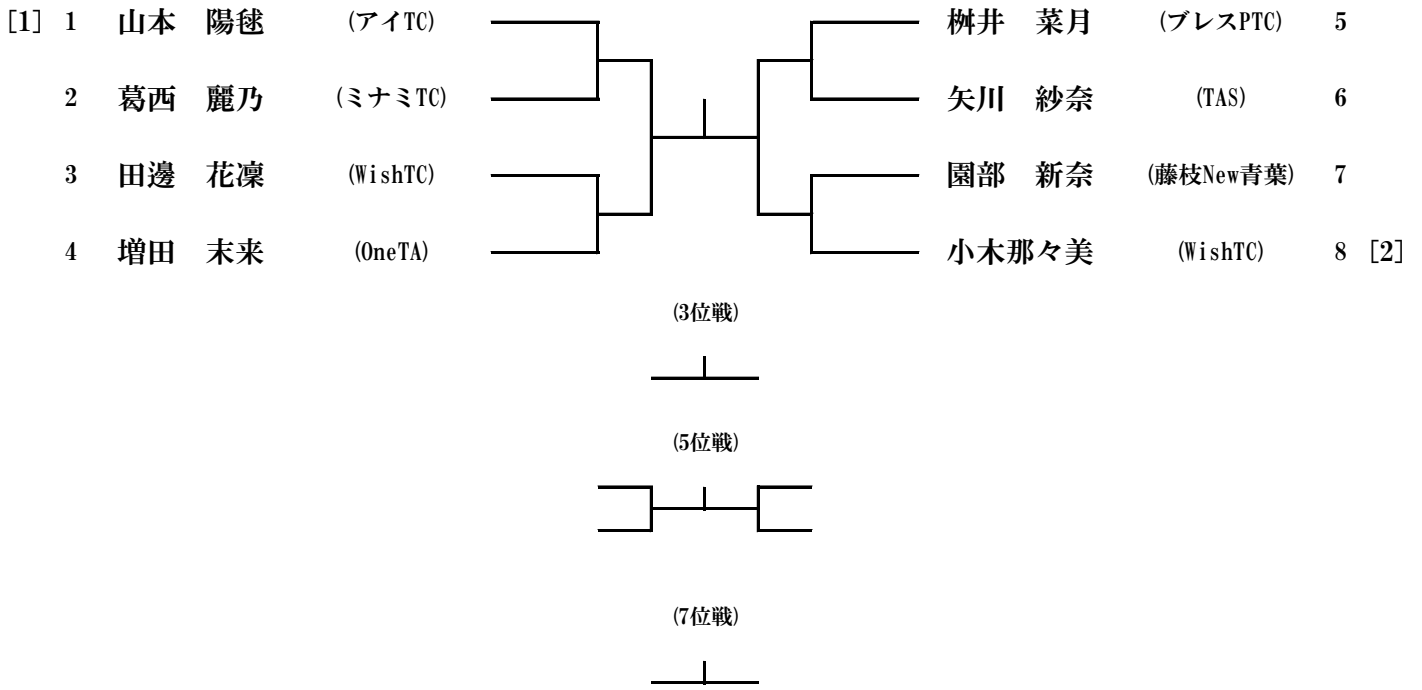 [1] 1 山本 陽毬 (アイTC) 桝井 菜月 (ブレスPTC) 5
2 葛西 麗乃 (ミナミTC) 矢川 紗奈 (TAS) 6
3 田邊 花凜 (WishTC) 園部 新奈 (藤枝New青葉) 7
4 増田 末来 (OneTA) 小木那々美 (WishTC) 8 [2]
(3位戦)
(5位戦)
(7位戦)